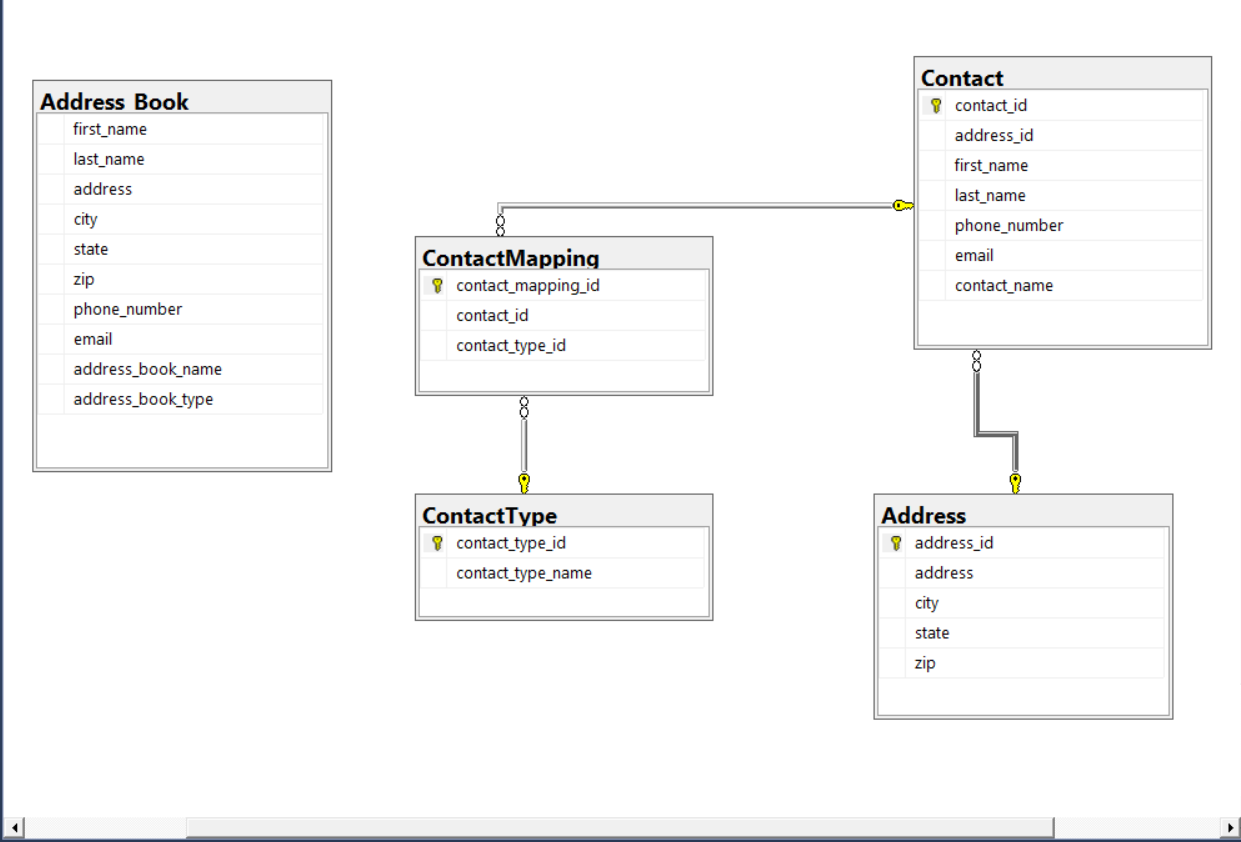 Address Book
first_name
last_name
address
city
state
zip
phone_number
email
address_book_name
address_book_type
ContactMapping
contact_mapping_id
contact_id
contact_type_id
ContactType
contact_type_id
contact_type_name
Contact
contact_id
address_id
first_name
last_name
phone_number
email
contact_name
Address
address_id
address
city
state
zip